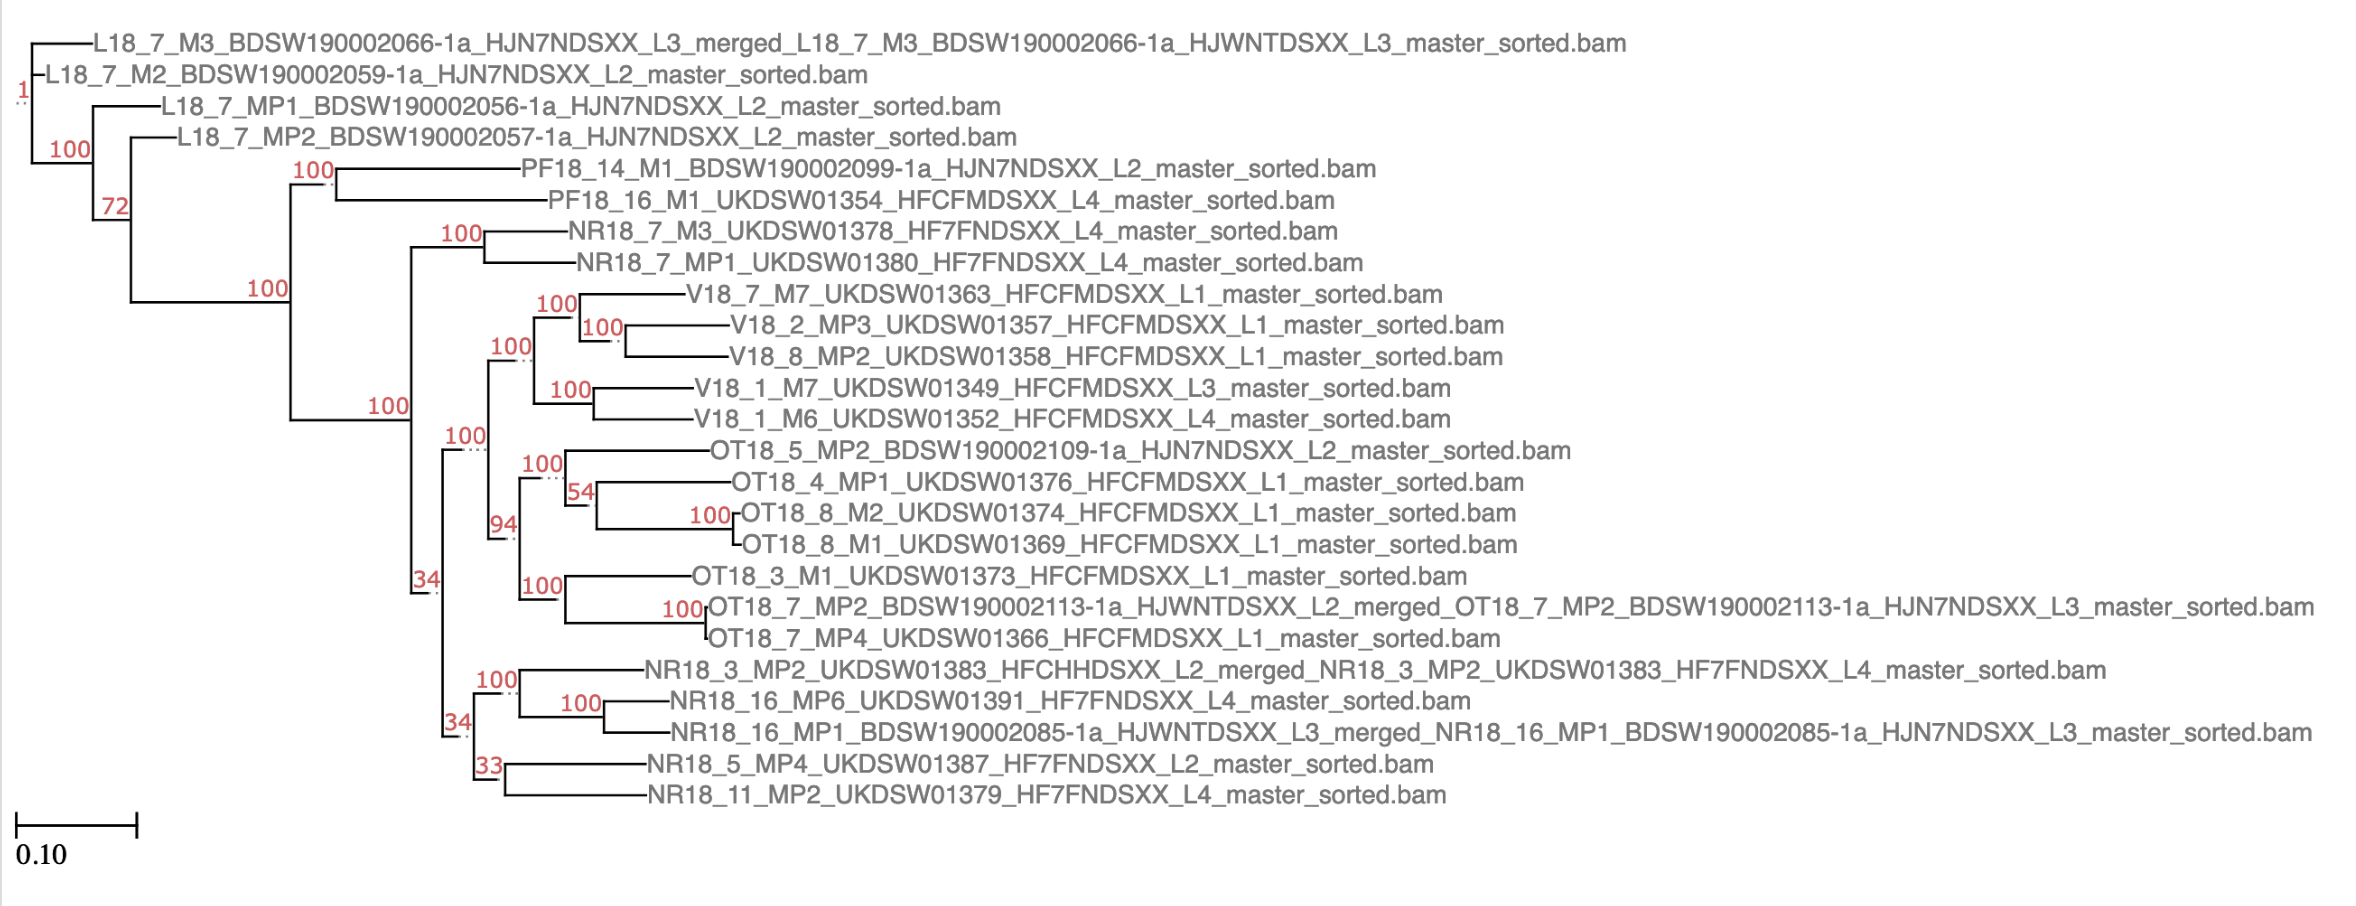 L18_7_M3_BDSW190002066-1a_HJN7NDSXX_L3_merged_L18_7_M3_BDSW190002066-1a_HJWNTDSXX_L3_master_sorted.bam
L18_7_M2_BDSW190002059-1a_HJN7NDSXX_L2_master_sorted.bam
1
L18_7_MP1_BDSW190002056-1a_HJN7NDSXX_L2_master_sorted.bam
L18_7_MP2_BDSW190002057-1a_HJN7NDSXX_L2_master_sorted.bam
100
100 PF18_14_M1_BDSW190002099-1a_HJN7NDSXX_L2_master_sorted.bam
72 PF18_16_M1_UKDSW01354_HFCFMDSXX_L4_master_sorted.bam
100 NR18_7_M3_UKDSW01378_HF7FNDSXX_L4_master_sorted.bam
NR18_7_MP1_UKDSW01380_HF7FNDSXX_L4_master_sorted.bam
100
100 V18_7_M7_UKDSW01363_HFCFMDSXX_L1_master_sorted.bam
100 V18_2_MP3_UKDSW01357_HFCFMDSXX_L1_master_sorted.bam
100 V18_8_MP2_UKDSW01358_HFCFMDSXX_L1_master_sorted.bam
100 V18_1_M7_UKDSW01349_HFCFMDSXX_L3_master_sorted.bam
100
V18_1_M6_UKDSW01352_HFCFMDSXX_L4_master_sorted.bam
100
OT18_5_MP2_BDSW190002109-1a_HJN7NDSXX_L2_master_sorted.bam
100
54 OT18_4_MP1_UKDSW01376_HFCFMDSXX_L1_master_sorted.bam
94 100 OT18_8_M2_UKDSW01374_HFCFMDSXX_L1_master_sorted.bam
OT18_8_M1_UKDSW01369_HFCFMDSXX_L1_master_sorted.bam
34 100 OT18_3_M1_UKDSW01373_HFCFMDSXX_L1_master_sorted.bam
100 OT18_7_MP2_BDSW190002113-1a_HJWNTDSXX_L2_merged_OT18_7_MP2_BDSW190002113-1a_HJN7NDSXX_L3_master_sorted.bam
OT18_7_MP4_UKDSW01366_HFCFMDSXX_L1_master_sorted.bam
100 NR18_3_MP2_UKDSW01383_HFCHHDSXX_L2_merged_NR18_3_MP2_UKDSW01383_HF7FNDSXX_L4_master_sorted.bam
100 NR18_16_MP6_UKDSW01391_HF7FNDSXX_L4_master_sorted.bam
34 NR18_16_MP1_BDSW190002085-1a_HJWNTDSXX_L3_merged_NR18_16_MP1_BDSW190002085-1a_HJN7NDSXX_L3_master_sorted.bam
33 NR18_5_MP4_UKDSW01387_HF7FNDSXX_L2_master_sorted.bam
NR18_11_MP2_UKDSW01379_HF7FNDSXX_L4_master_sorted.bam
0.10